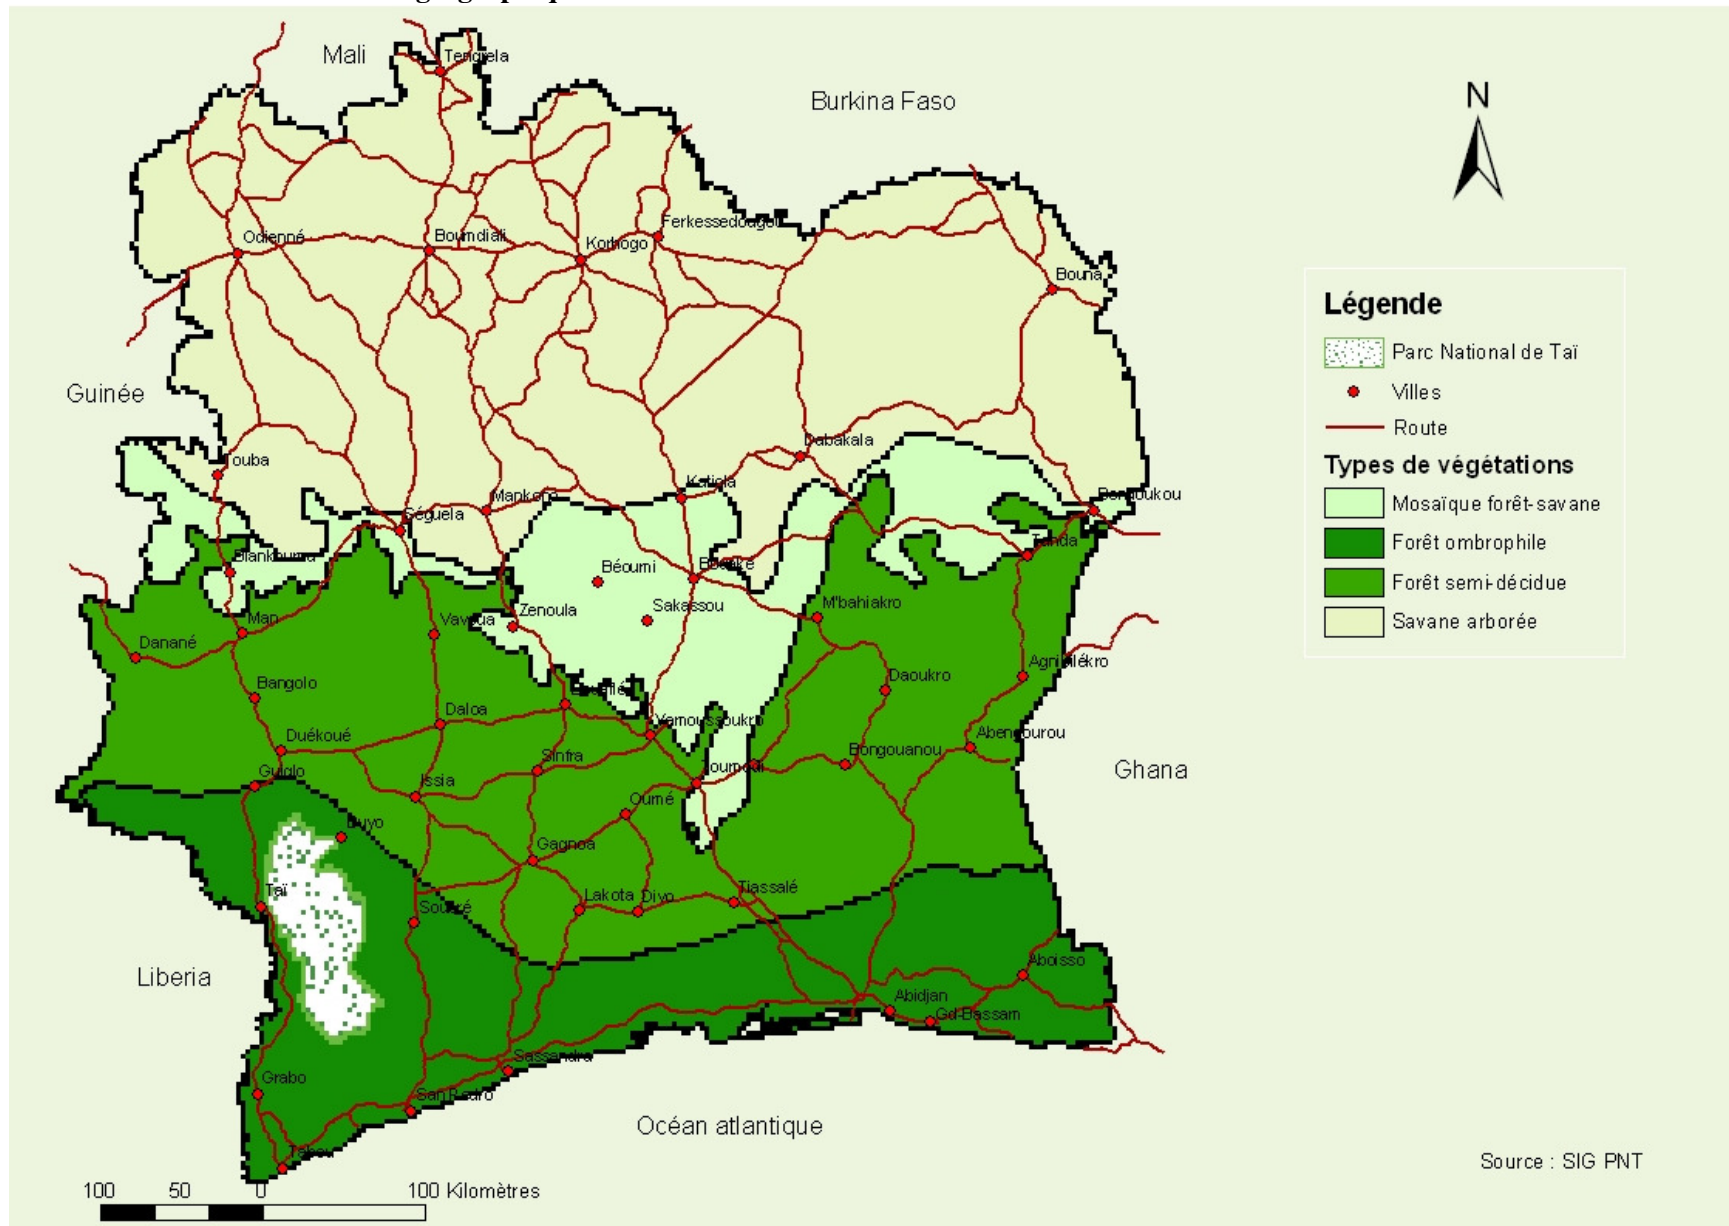 Mali
Tengrela
Burkina Faso
N
Ferkessedougou
Odienné
Boundiali
Korhogo
Bouna
Légende
Parc National de Taï
Guinée
Villes
Route
Touba
Dabakala
Types de végétations
Katiola
Mankono
Bondoukou
Mosaïque forêt-savane
Séguela
Forêt ombrophile
Biankouma
Tanda
Béoumi
Bouake
Forêt semi-décidue
Sakassou
M'bahiakro
Zenoula
Man
Vavoua
Savane arborée
Danané
Agnibilékro
Bangolo
Daoukro
Bouaflé
Daloa
Yamoussoukro
Duékoué
Abengourou
Sinfra
Bongouanou
Guiglo
Toumodi
Ghana
Issia
Oumé
Buyo
Gagnoa
Taï
Lakota
Divo
Tiassalé
Soubré
Liberia
Aboisso
Abidjan
Gd-Bassam
Sassandra
Grabo
San Pedro
Océan atlantique
Tabou
Source : SIG PNT
100 50 0 100 Kilomètres